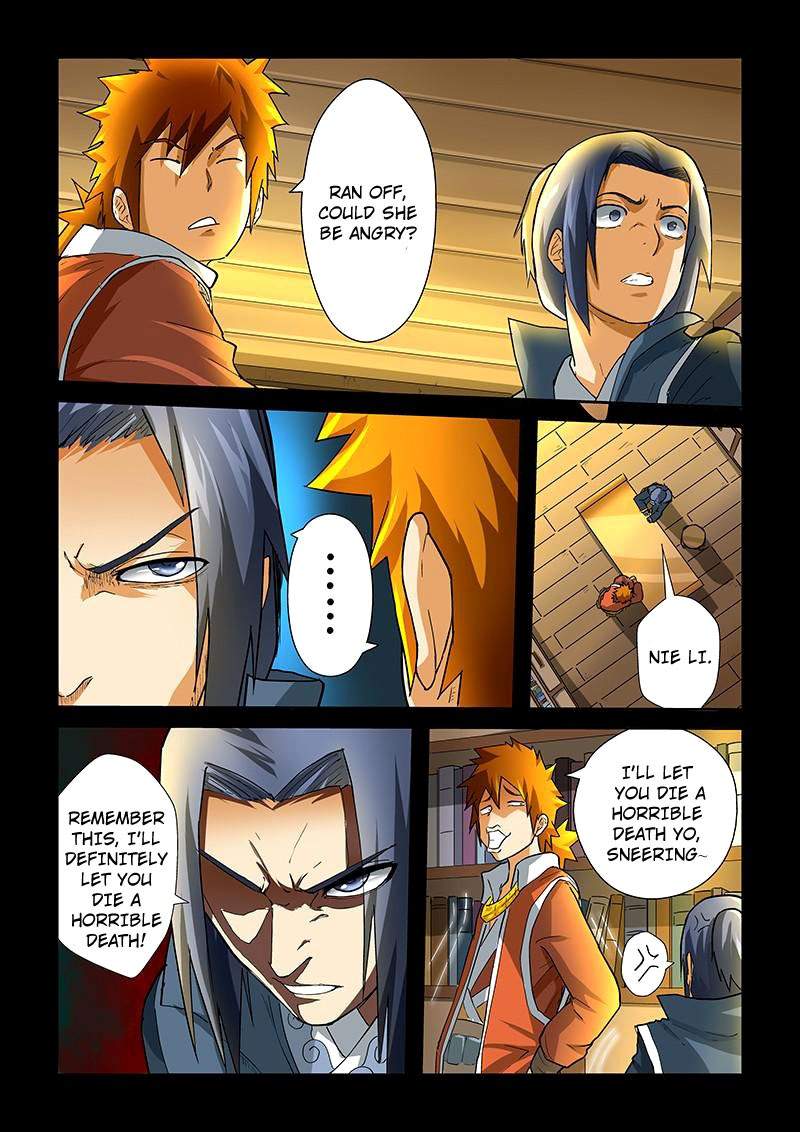 RAN OFF,
COULD SHE
BE ANGRY?
......
NIE LI.
REMEMBER
THIS, I'LL
DEFINITELY
LET YOU
DIE A
HORRIBLE
DEATH!
I'LL LET
YOU DIE A
HORRIBLE
DEATH YO,
SNEERING~